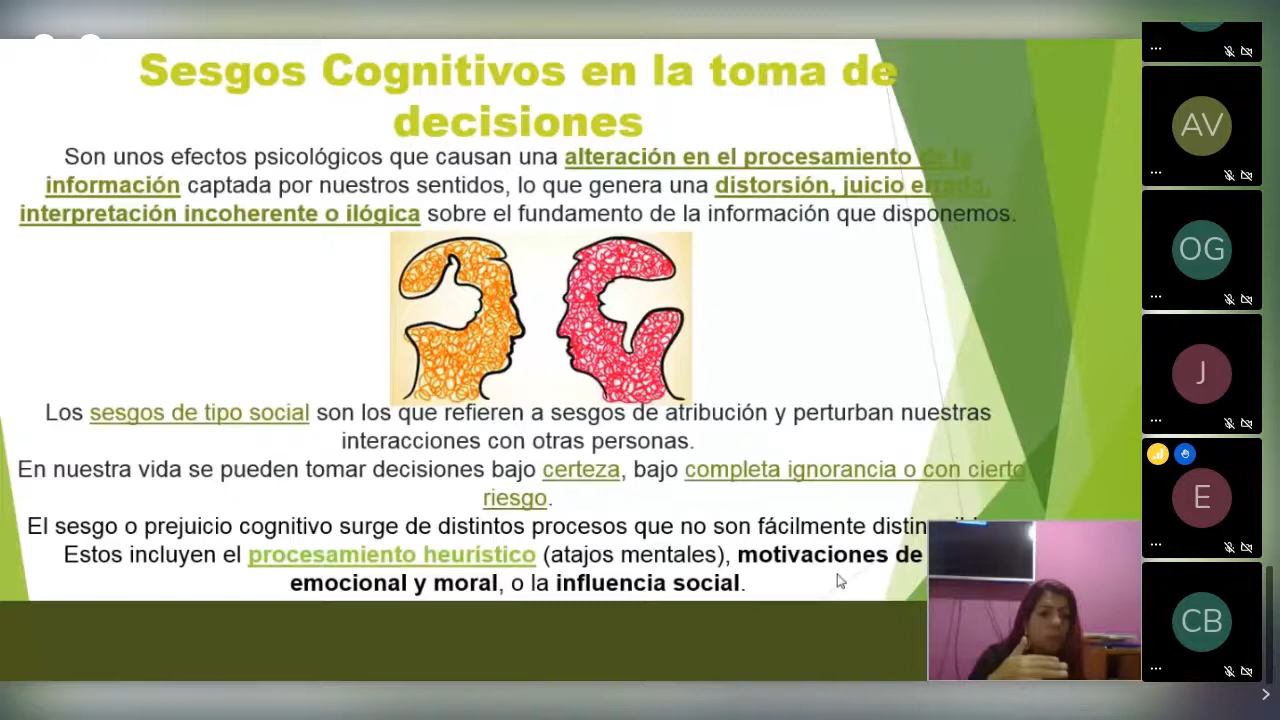 Sesgos Cognitivos en la toma de
decisiones
Son unos efectos psicológicos que causan una alteración en el procesamiento de la
información captada por nuestros sentidos, lo que genera una distorsión, juicio errado,
interpretación incoherente o ilógica sobre el fundamento de la información que disponemos.
Los sesgos de tipo social son los que refieren a sesgos de atribución y perturban nuestras
interacciones con otras personas.
En nuestra vida se pueden tomar decisiones bajo certeza, bajo completa ignorancia o con cierto
riesgo.
El sesgo o prejuicio cognitivo surge de distintos procesos que no son fácilmente
Estos incluyen el procesamiento heurístico (atajos mentales), motivaciones de
emocional y moral, o la influencia social.
AV
OG
J
E
CB